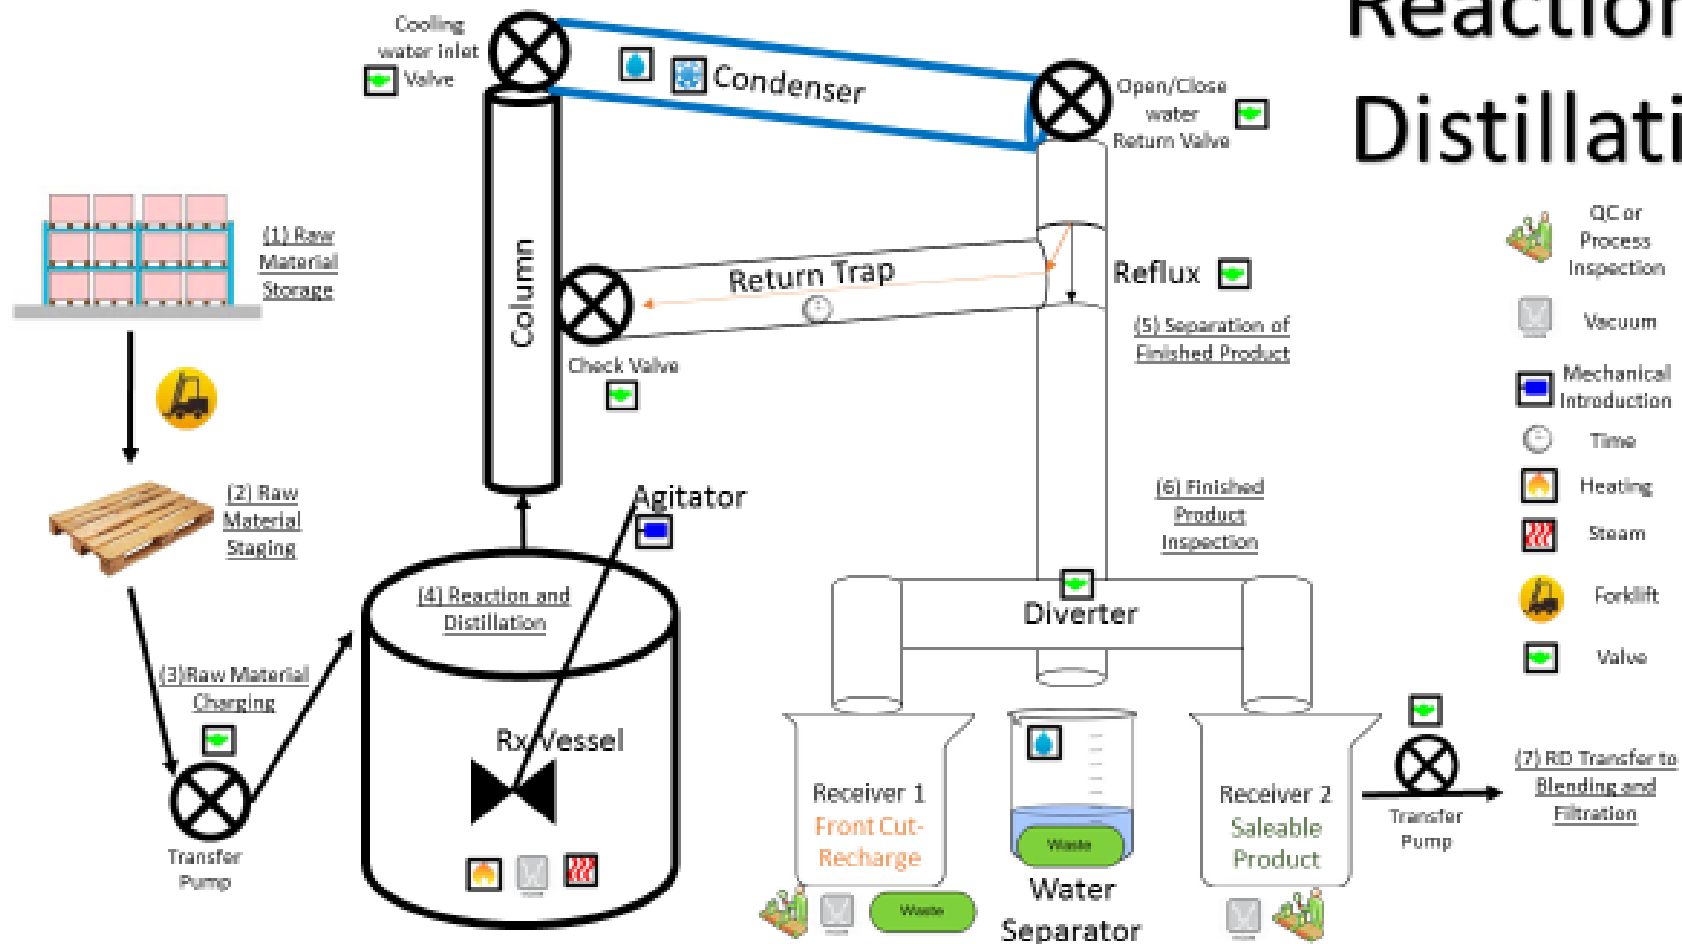 Reaction
Distillati
Cooling
water inlet
Valve
Condenser
Open/Close
water
Return Valve
(1) Raw
Material
Storage
Column
Return Trap
Reflux
Check Valve
(5) Separation of
Finished Product
(2) Raw
Material
Staging
Agitator
(6) Finished
Product
Inspection
(4) Reaction and
Distillation
Diverter
(3)Raw Material
Charging
Rx Vessel
Transfer
Pump
Receiver 1
Front Cut-
Recharge
Waste
Waste
Water
Separator
Receiver 2
Saleable
Product
Transfer
Pump
(7) RD Transfer to
Blending and
Filtration
QC or
Process
Inspection
Vacuum
Mechanical
Introduction
Time
Heating
Steam
Forklift
Valve